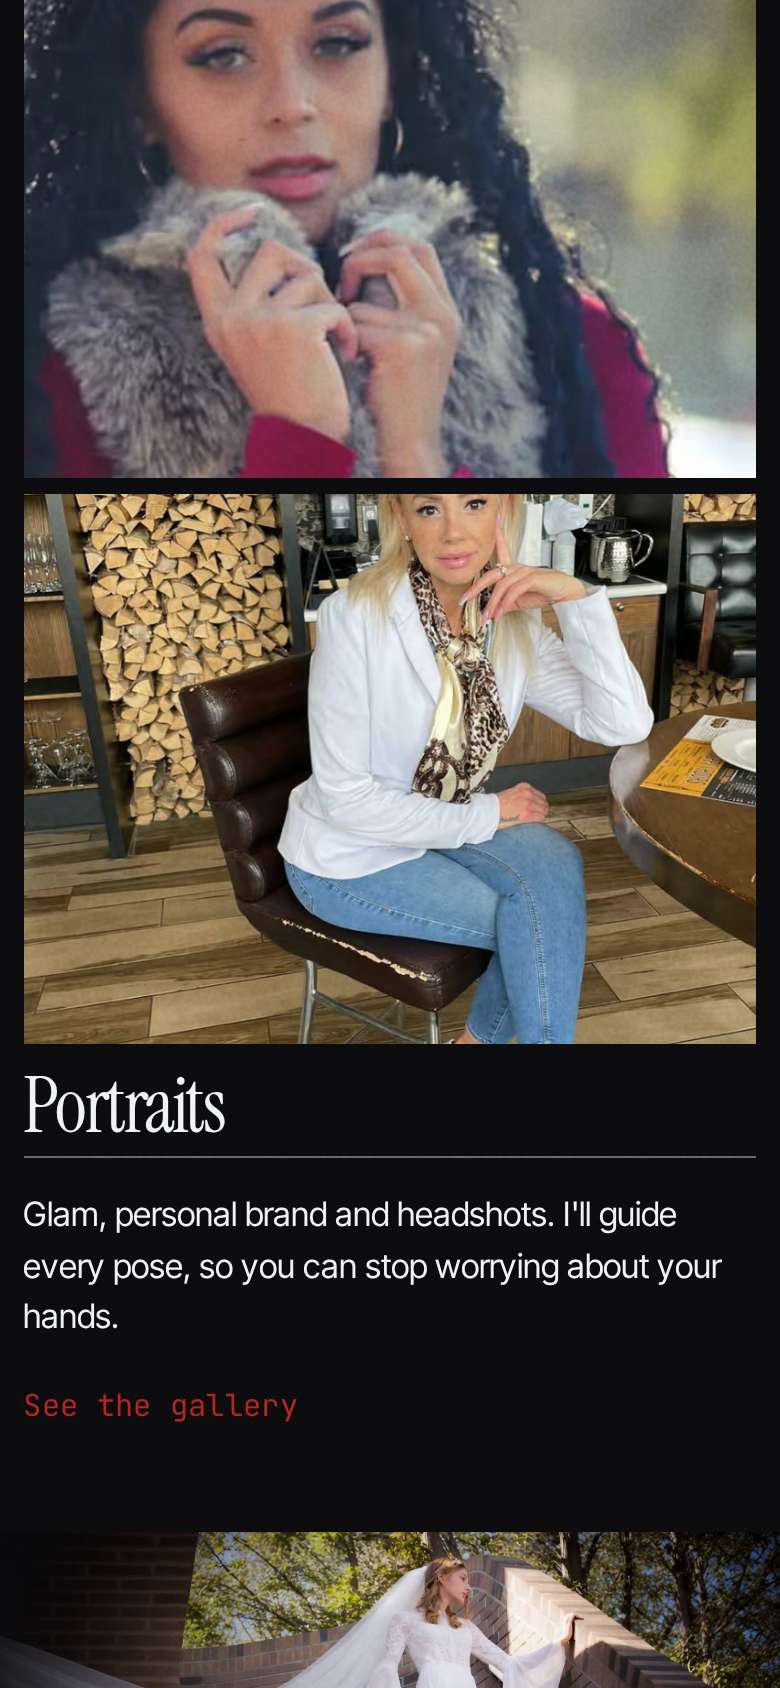 Portraits
Glam, personal brand and headshots. I'll guide
every pose, so you can stop worrying about your
hands.
See the gallery